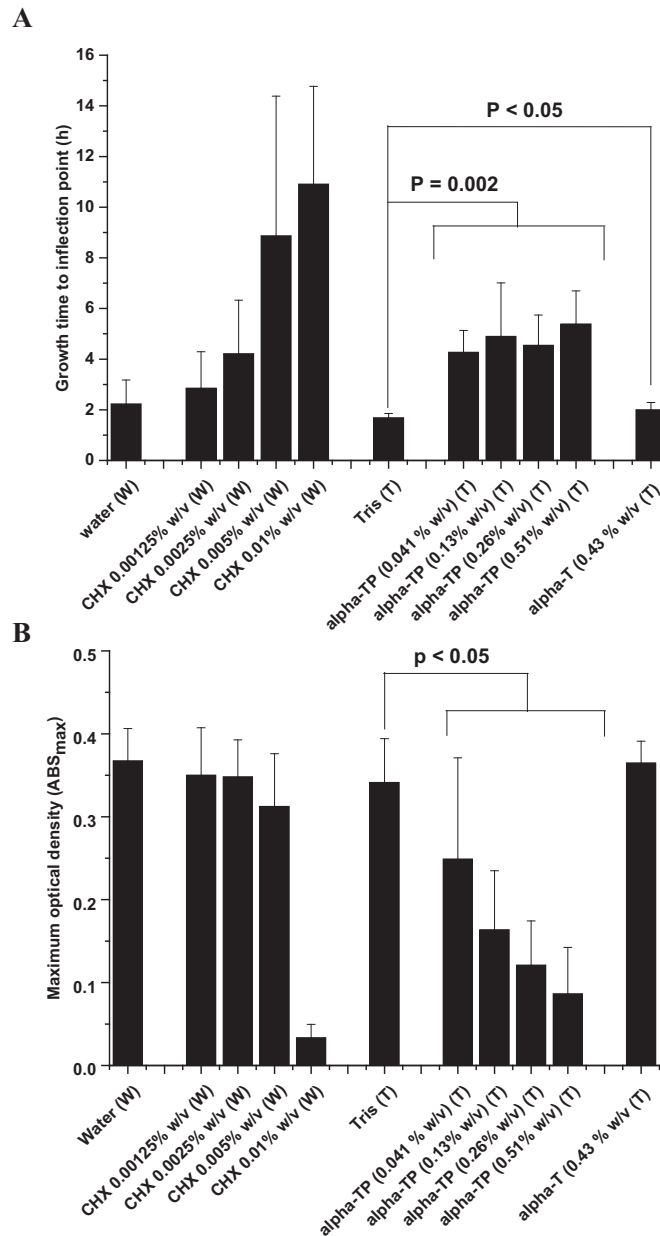 A
16
14
12
10
8
6
4
2
0
Growth time to inflection point (h)
P < 0.05
P = 0.002
water (W)
CHX 0.00125% w/v (W)
CHX 0.0025% w/v (W)
CHX 0.005% w/v (W)
CHX 0.01% w/v (W)
Tris (T)
alpha-TP (0.041 % w/v) (T)
alpha-TP (0.13% w/v) (T)
alpha-TP (0.26% w/v) (T)
alpha-TP (0.51% w/v) (T)
alpha-T (0.43 % w/v) (T)
B
0.5
0.4
0.3
0.2
0.1
0.0
Maximum optical density (ABSmax)
p < 0.05
Water (W)
CHX 0.00125% w/v (W)
CHX 0.0025% w/v (W)
CHX 0.005% w/v (W)
CHX 0.01% w/v (W)
Tris (T)
alpha-TP (0.041 % w/v) (T)
alpha-TP (0.13% w/v) (T)
alpha-TP (0.26% w/v) (T)
alpha-TP (0.51% w/v) (T)
alpha-T (0.43 % w/v) (T)